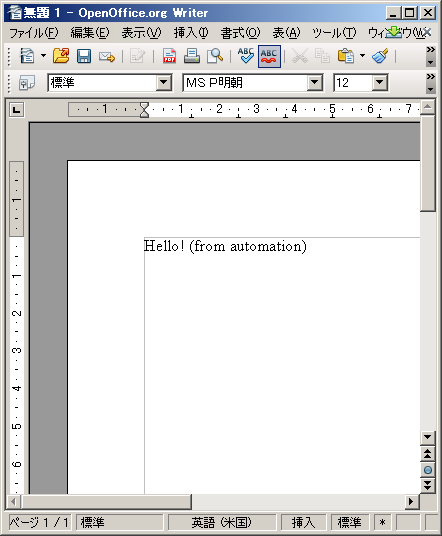 無題 1 - OpenOffice.org Writer
ファイル(F) 編集(E) 表示(V) 挿入(I) 書式(O) 表(A) ツール(T) ウィンドウ(W)
標準 MS P明朝 12
1 1 2 3 4 5 6 7
1
Hello! (from automation)
1
2
3
4
5
6
ページ 1 / 1 標準 英語 (米国) 挿入 標準 *